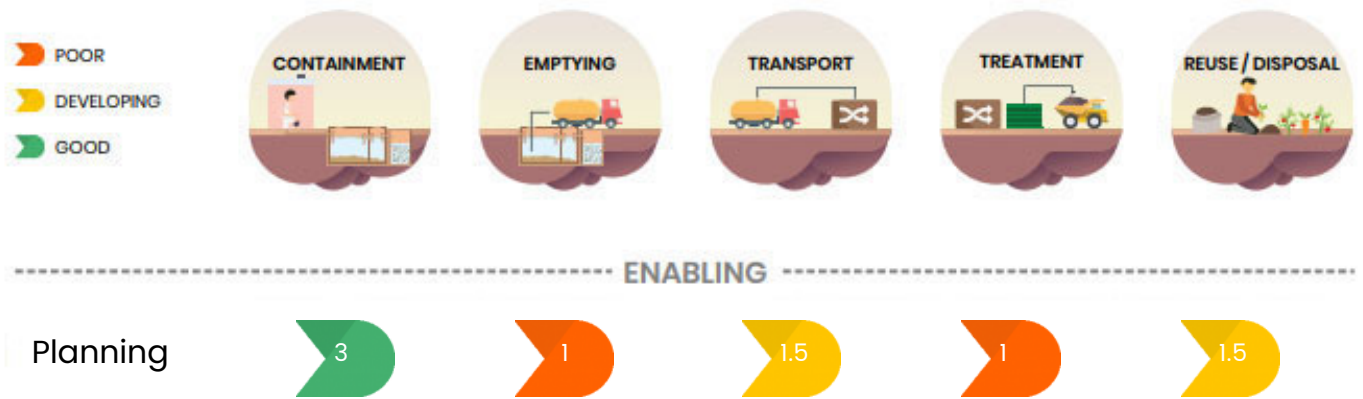 POOR
DEVELOPING
GOOD
CONTAINMENT
EMPTYING
TRANSPORT
TREATMENT
REUSE / DISPOSAL
ENABLING
Planning 3 1 1.5 1 1.5